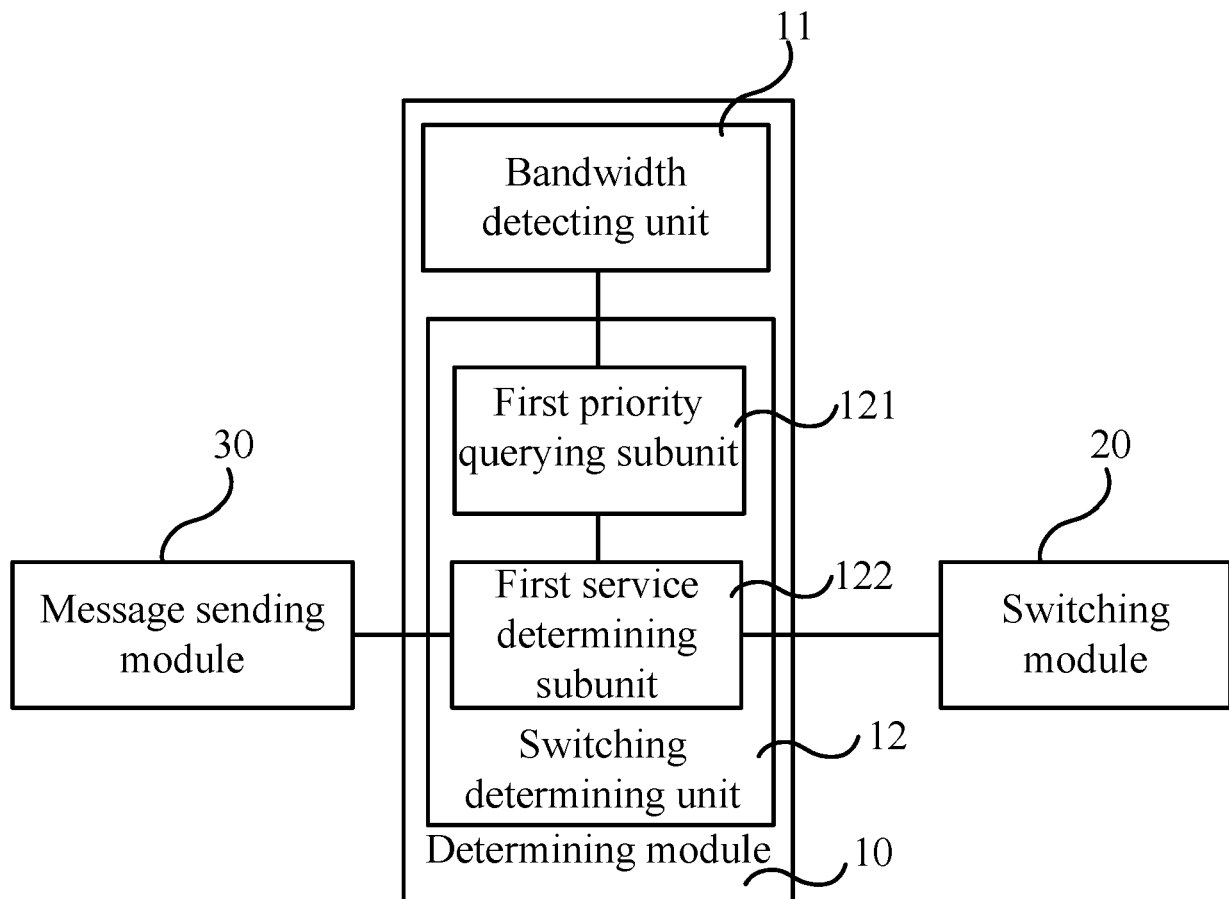 11
Bandwidth
detecting unit
First priority
querying subunit
121
30
20
Message sending
module
First service
determining
subunit
122
Switching
module
Switching
determining unit
12
Determining module
10